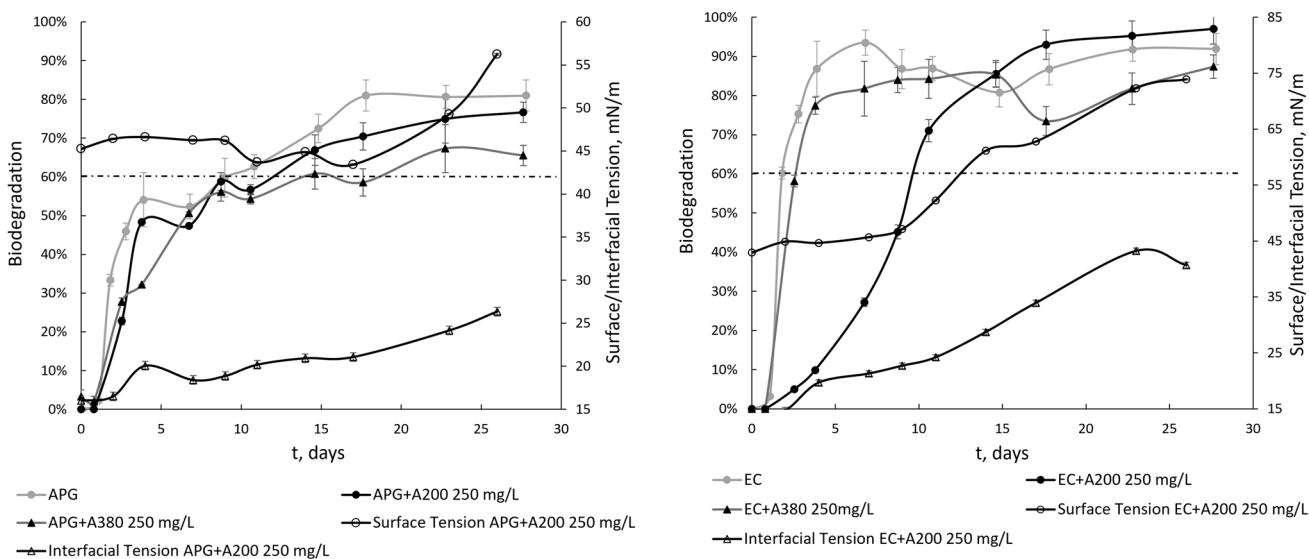 100%
90%
80%
70%
60%
50%
40%
30%
20%
10%
0%
Biodegradation
60
55
50
45
40
35
30
25
20
15
Surface/Interfacial Tension, mN/m
0 5 10 15 20 25 30
t, days
APG APG+A200 250 mg/L
APG+A380 250 mg/L Surface Tension APG+A200 250 mg/L
Interfacial Tension APG+A200 250 mg/L
100%
90%
80%
70%
60%
50%
40%
30%
20%
10%
0%
Biodegradation
85
75
65
55
45
35
25
15
Surface/Interfacial Tension, mN/m
0 5 10 15 20 25 30
t, days
EC EC+A200 250 mg/L
EC+A380 250mg/L Surface Tension EC+A200 250 mg/L
Interfacial Tension EC+A200 250 mg/L